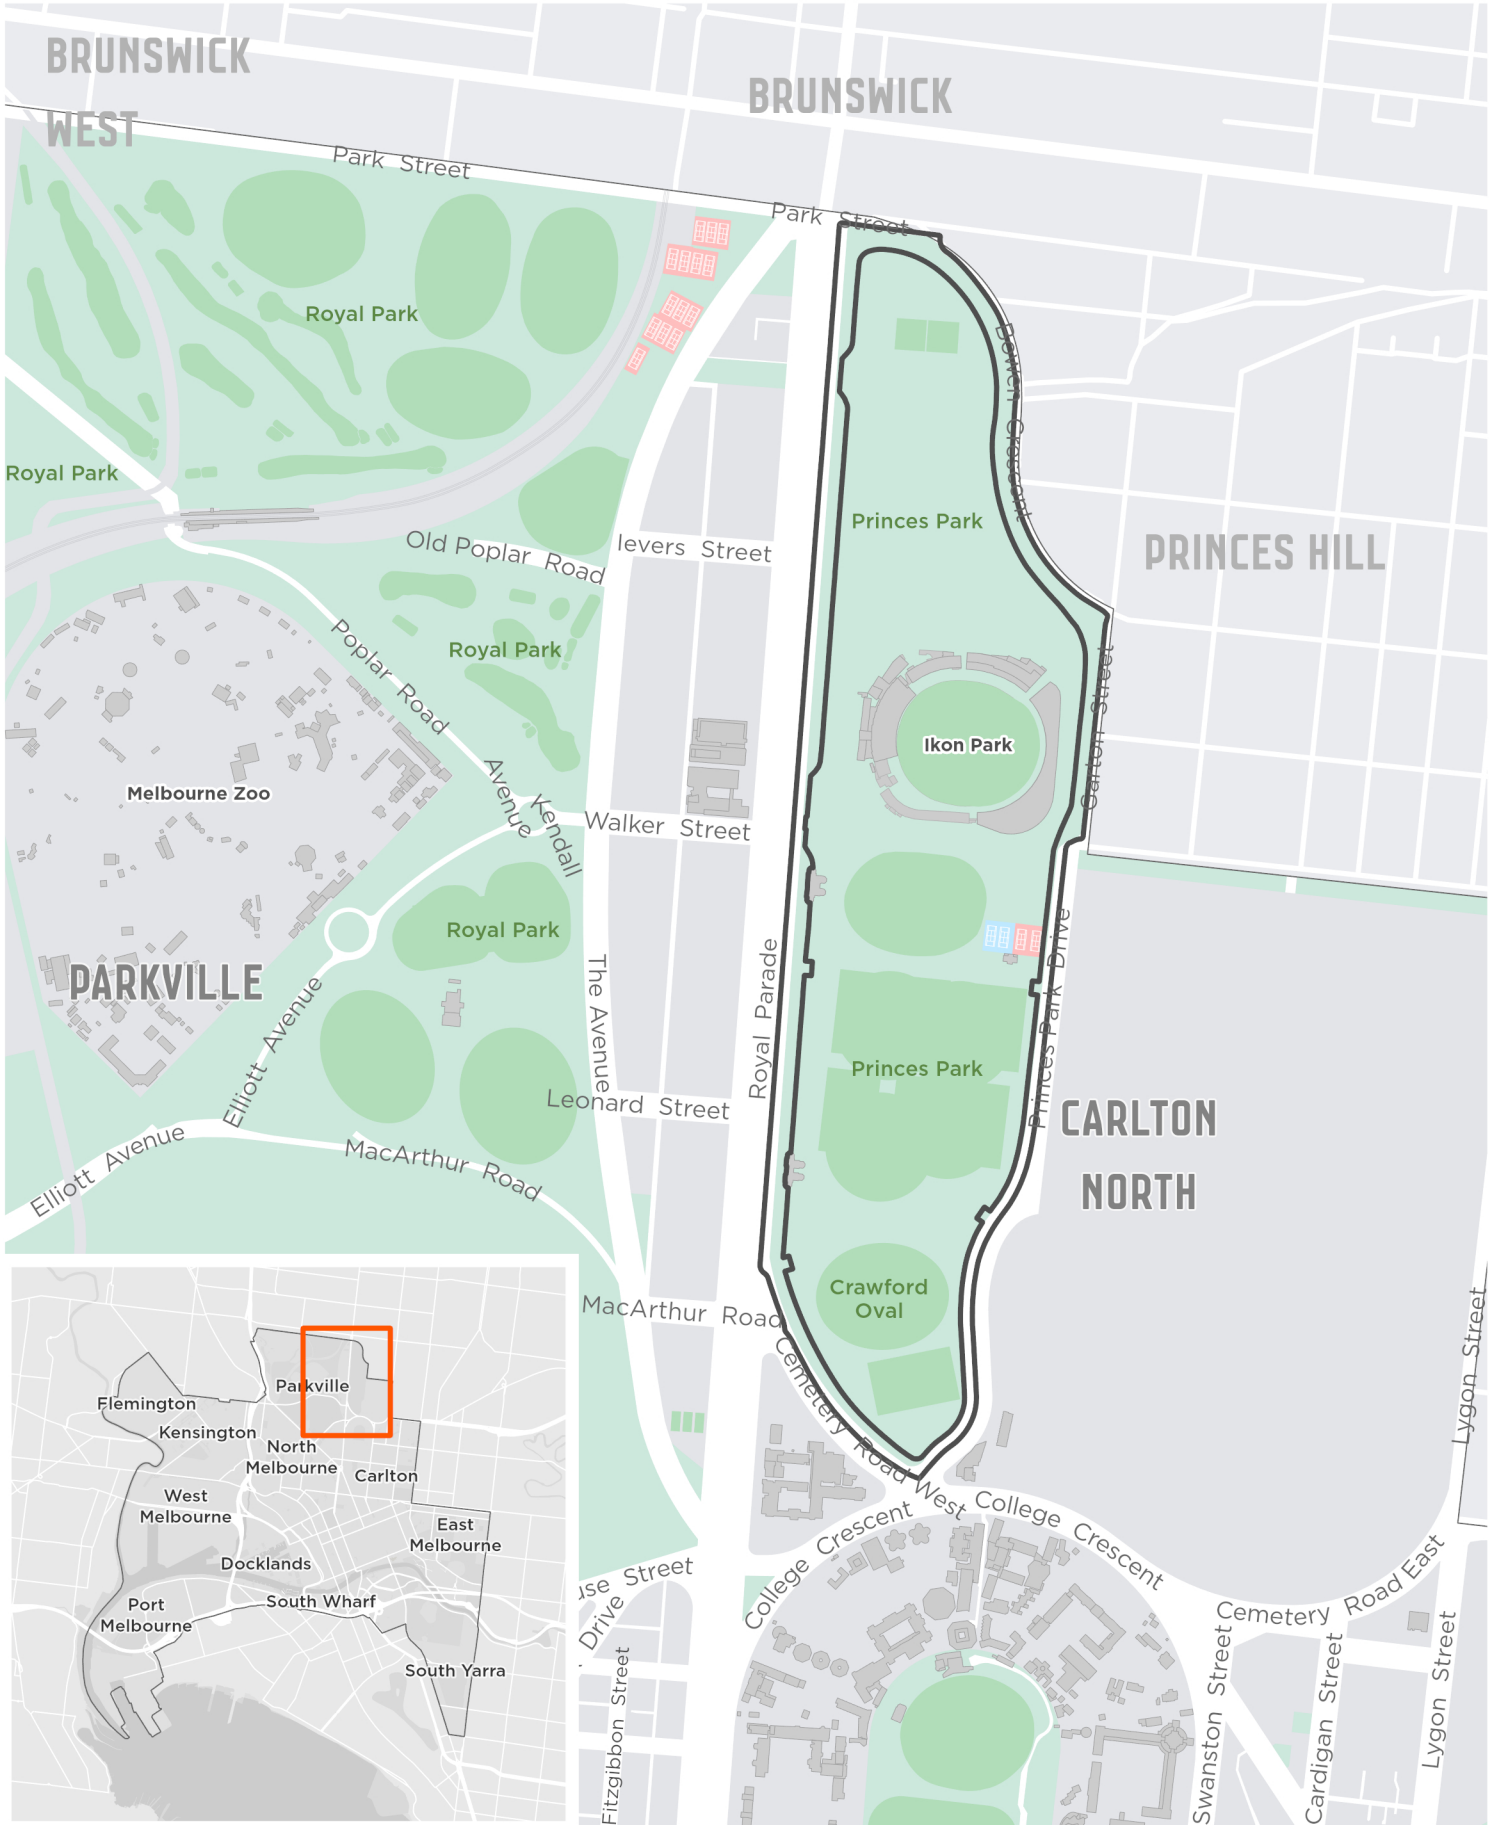 BRUNSWICK
WEST
BRUNSWICK
Park Street
Park Street
Royal Park
Bowen Crescent
Royal Park
Princes Park
Old Poplar Road
Ievers Street
PRINCES HILL
Poplar Road
Royal Park
Garton Street
Ikon Park
Melbourne Zoo
Avenue
Kendall
Walker Street
Royal Park
PARKVILLE
The Avenue
Royal Parade
Princes Park Drive
Elliott Avenue
Princes Park
Leonard Street
CARLTON
NORTH
Elliott Avenue
MacArthur Road
Crawford
Oval
MacArthur Road
Cemetery Road West
Lygon Street
Parkville
Flemington
Kensington
North
Melbourne
Carlton
West
Melbourne
East
Melbourne
Docklands
South Wharf
Port
Melbourne
South Yarra
College Crescent
College Crescent
use Street
Drive
Cemetery Road East
Fitzgibbon Street
Swanston Street
Cardigan Street
Lygon Street